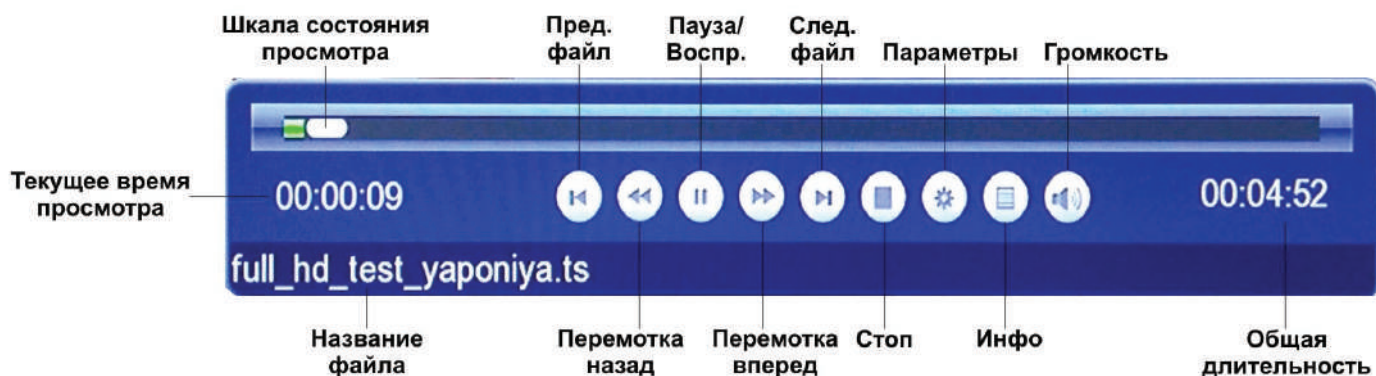 Шкала состояния
просмотра
Пред.
файл
Пауза/
Воспр.
След.
файл
Параметры
Громкость
Текущее время
просмотра
00:00:09
00:04:52
full_hd_test_yaponiya.ts
Название
файла
Перемотка
назад
Перемотка
вперед
Стоп
Инфо
Общая
длительность